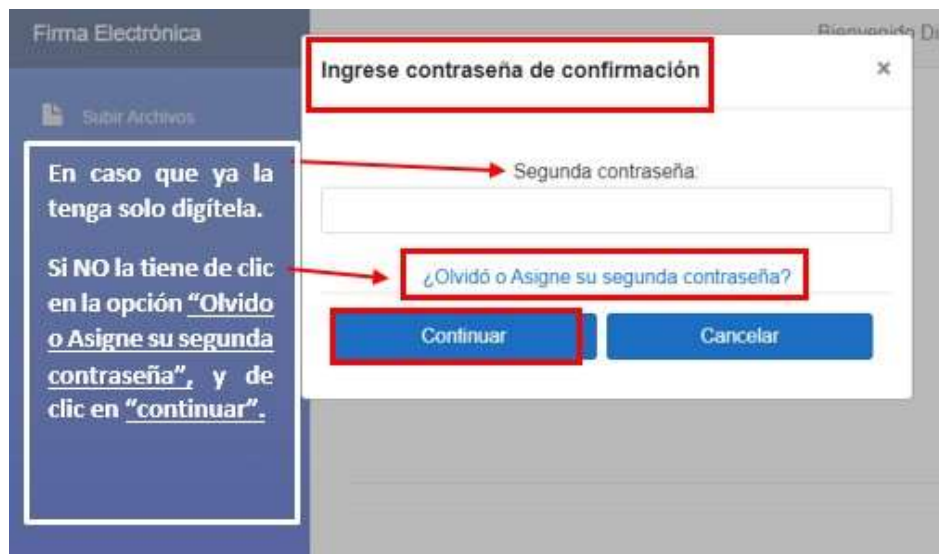 Firma Electrónica
Bienvenido Di
Ingrese contraseña de confirmación
×
Subir Archivos
En caso que ya la
tenga solo digítela.
Si NO la tiene de clic
en la opción “Olvido
o Asigne su segunda
contraseña”, y de
clic en “continuar”.
Segunda contraseña:
¿Olvidó o Asigne su segunda contraseña?
Continuar
Cancelar